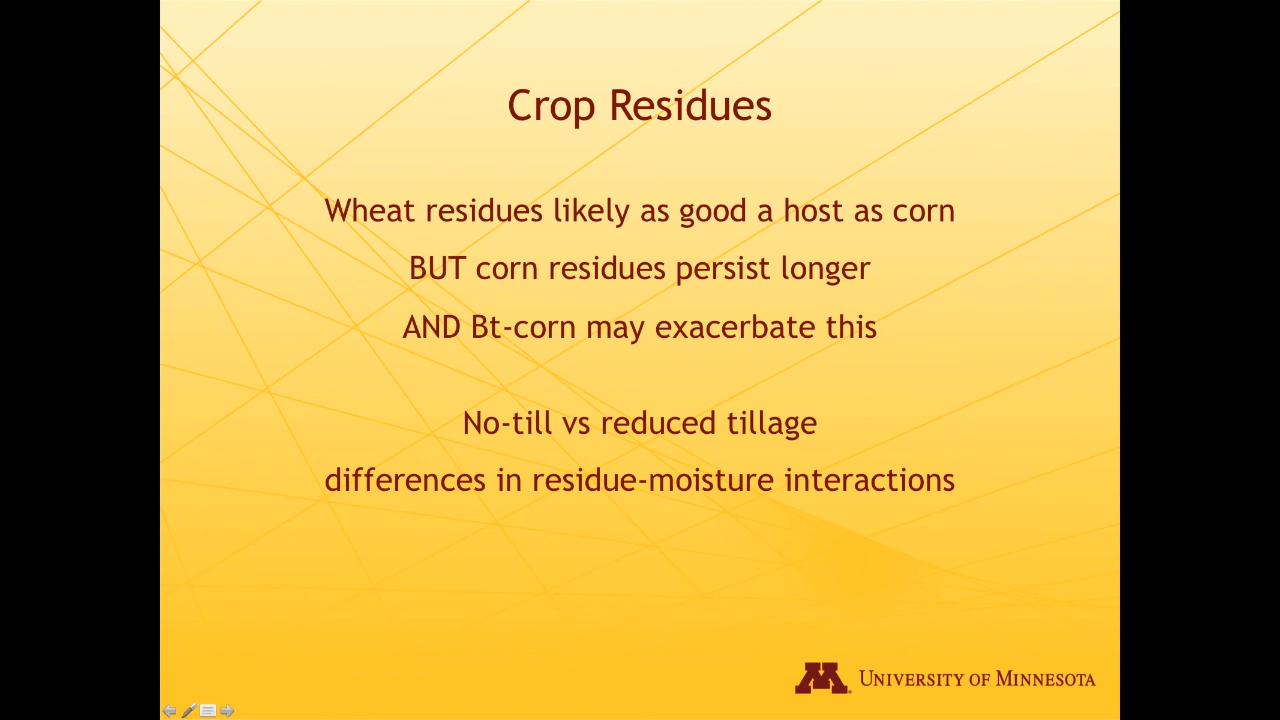 Crop Residues
Wheat residues likely as good a host as corn
BUT corn residues persist longer
AND Bt-corn may exacerbate this
No-till vs reduced tillage
differences in residue-moisture interactions
M University of Minnesota